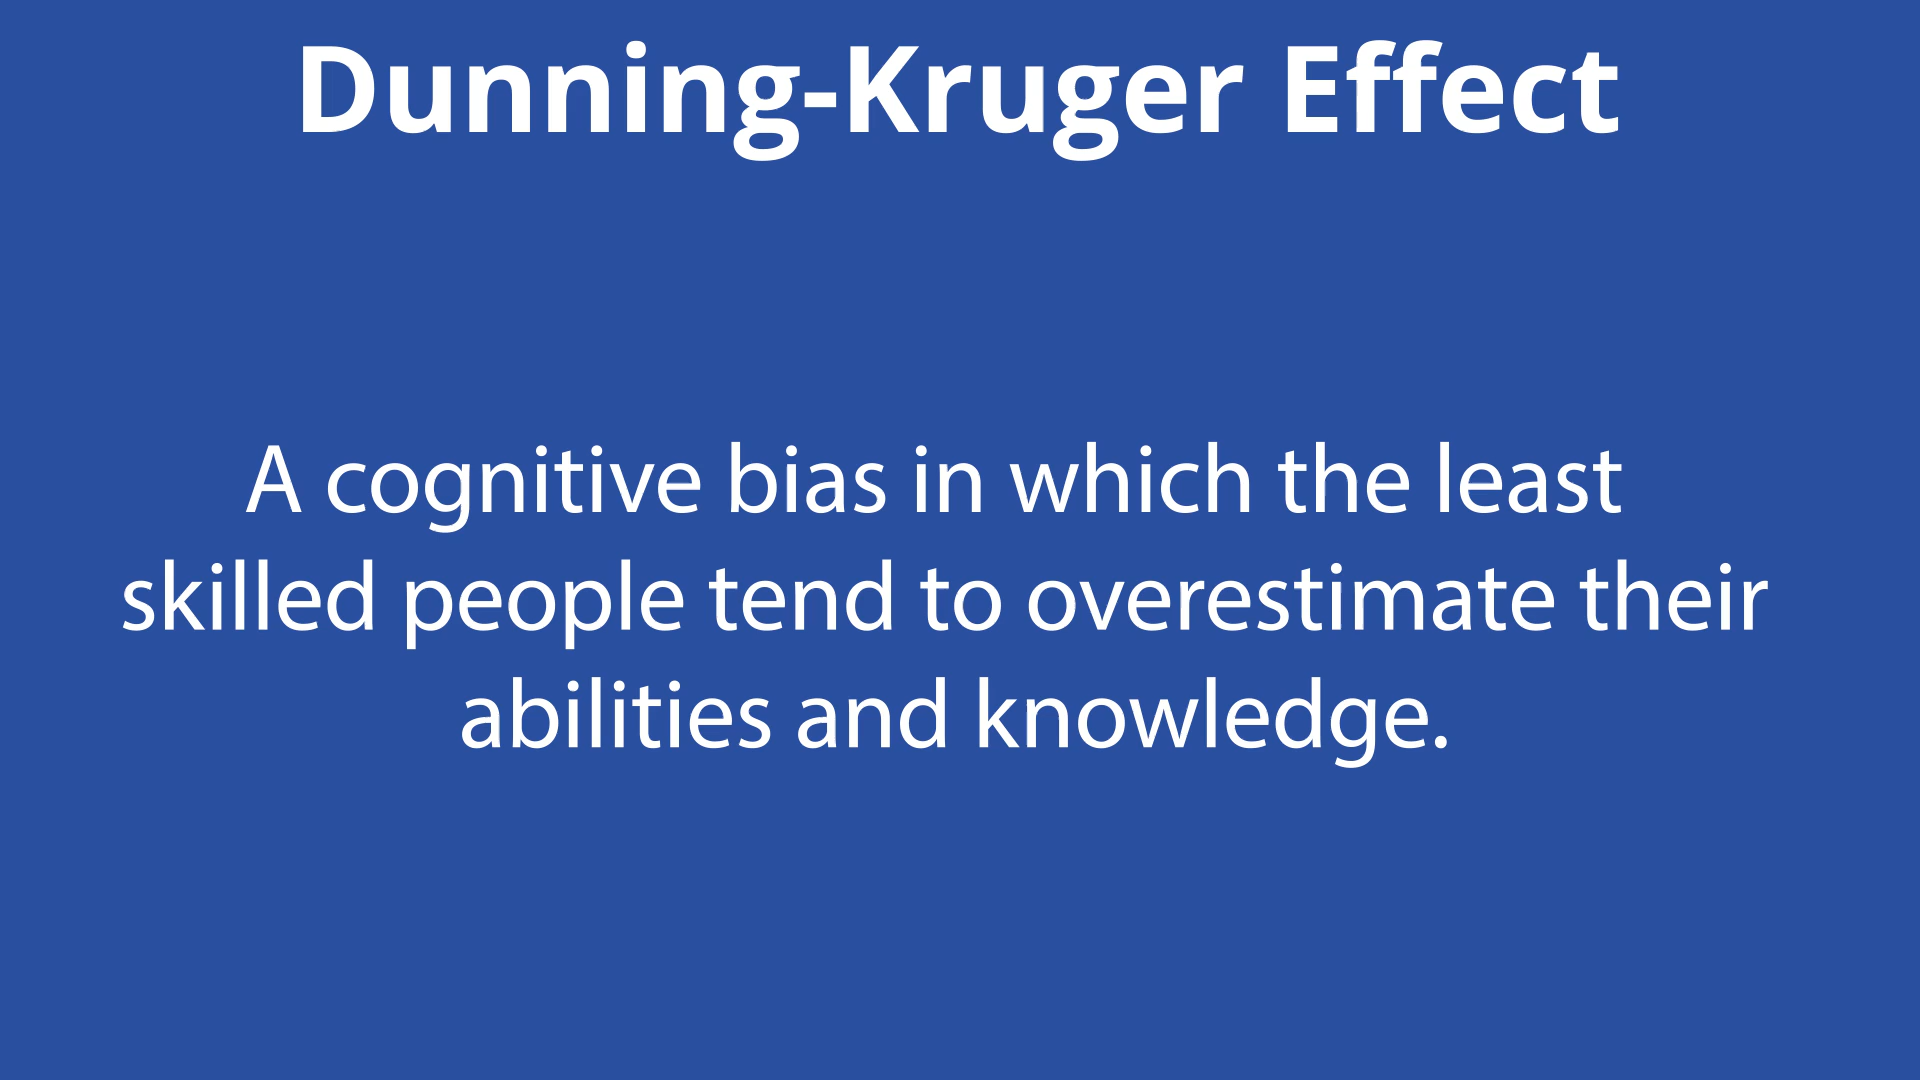 Dunning-Kruger Effect
A cognitive bias in which the least
skilled people tend to overestimate their
abilities and knowledge.